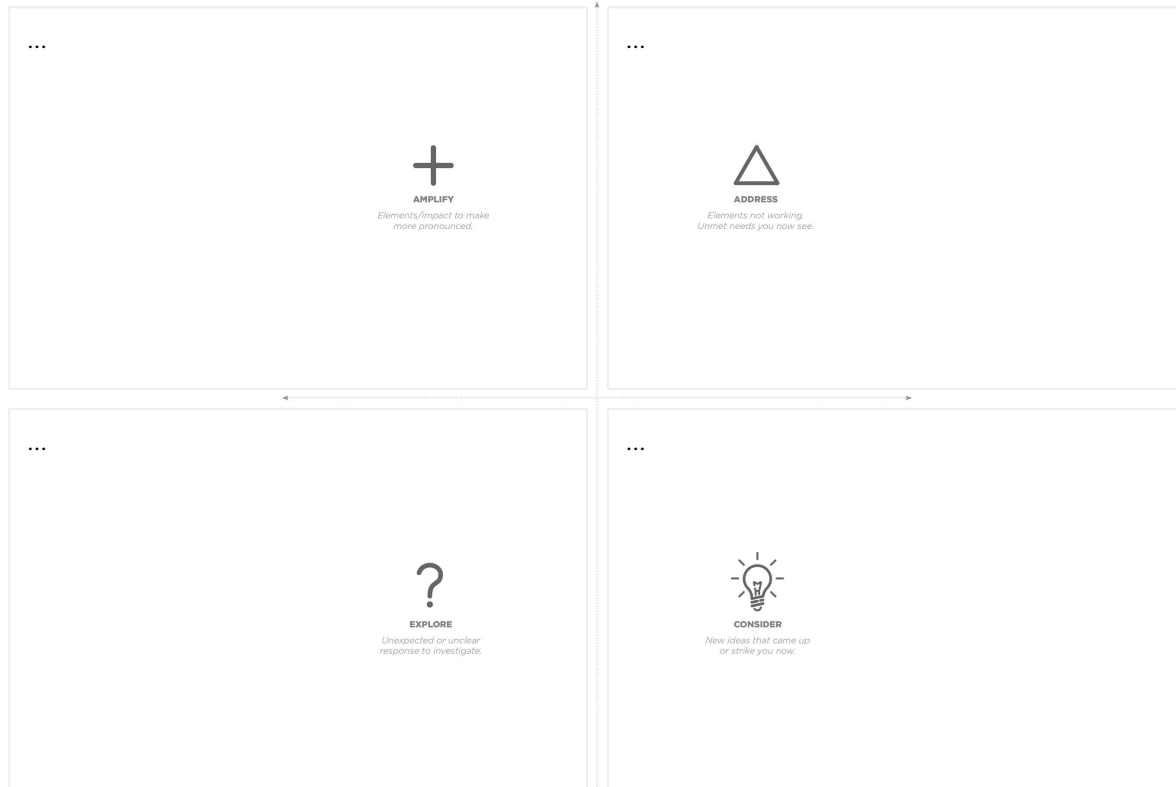 ...
...
AMPLIFY
Elements/impact to make
more pronounced.
ADDRESS
Elements not working.
Unmet needs you now see.
...
...
?
EXPLORE
Unexpected or unclear
response to investigate.
CONSIDER
New ideas that came up
or strike you now.